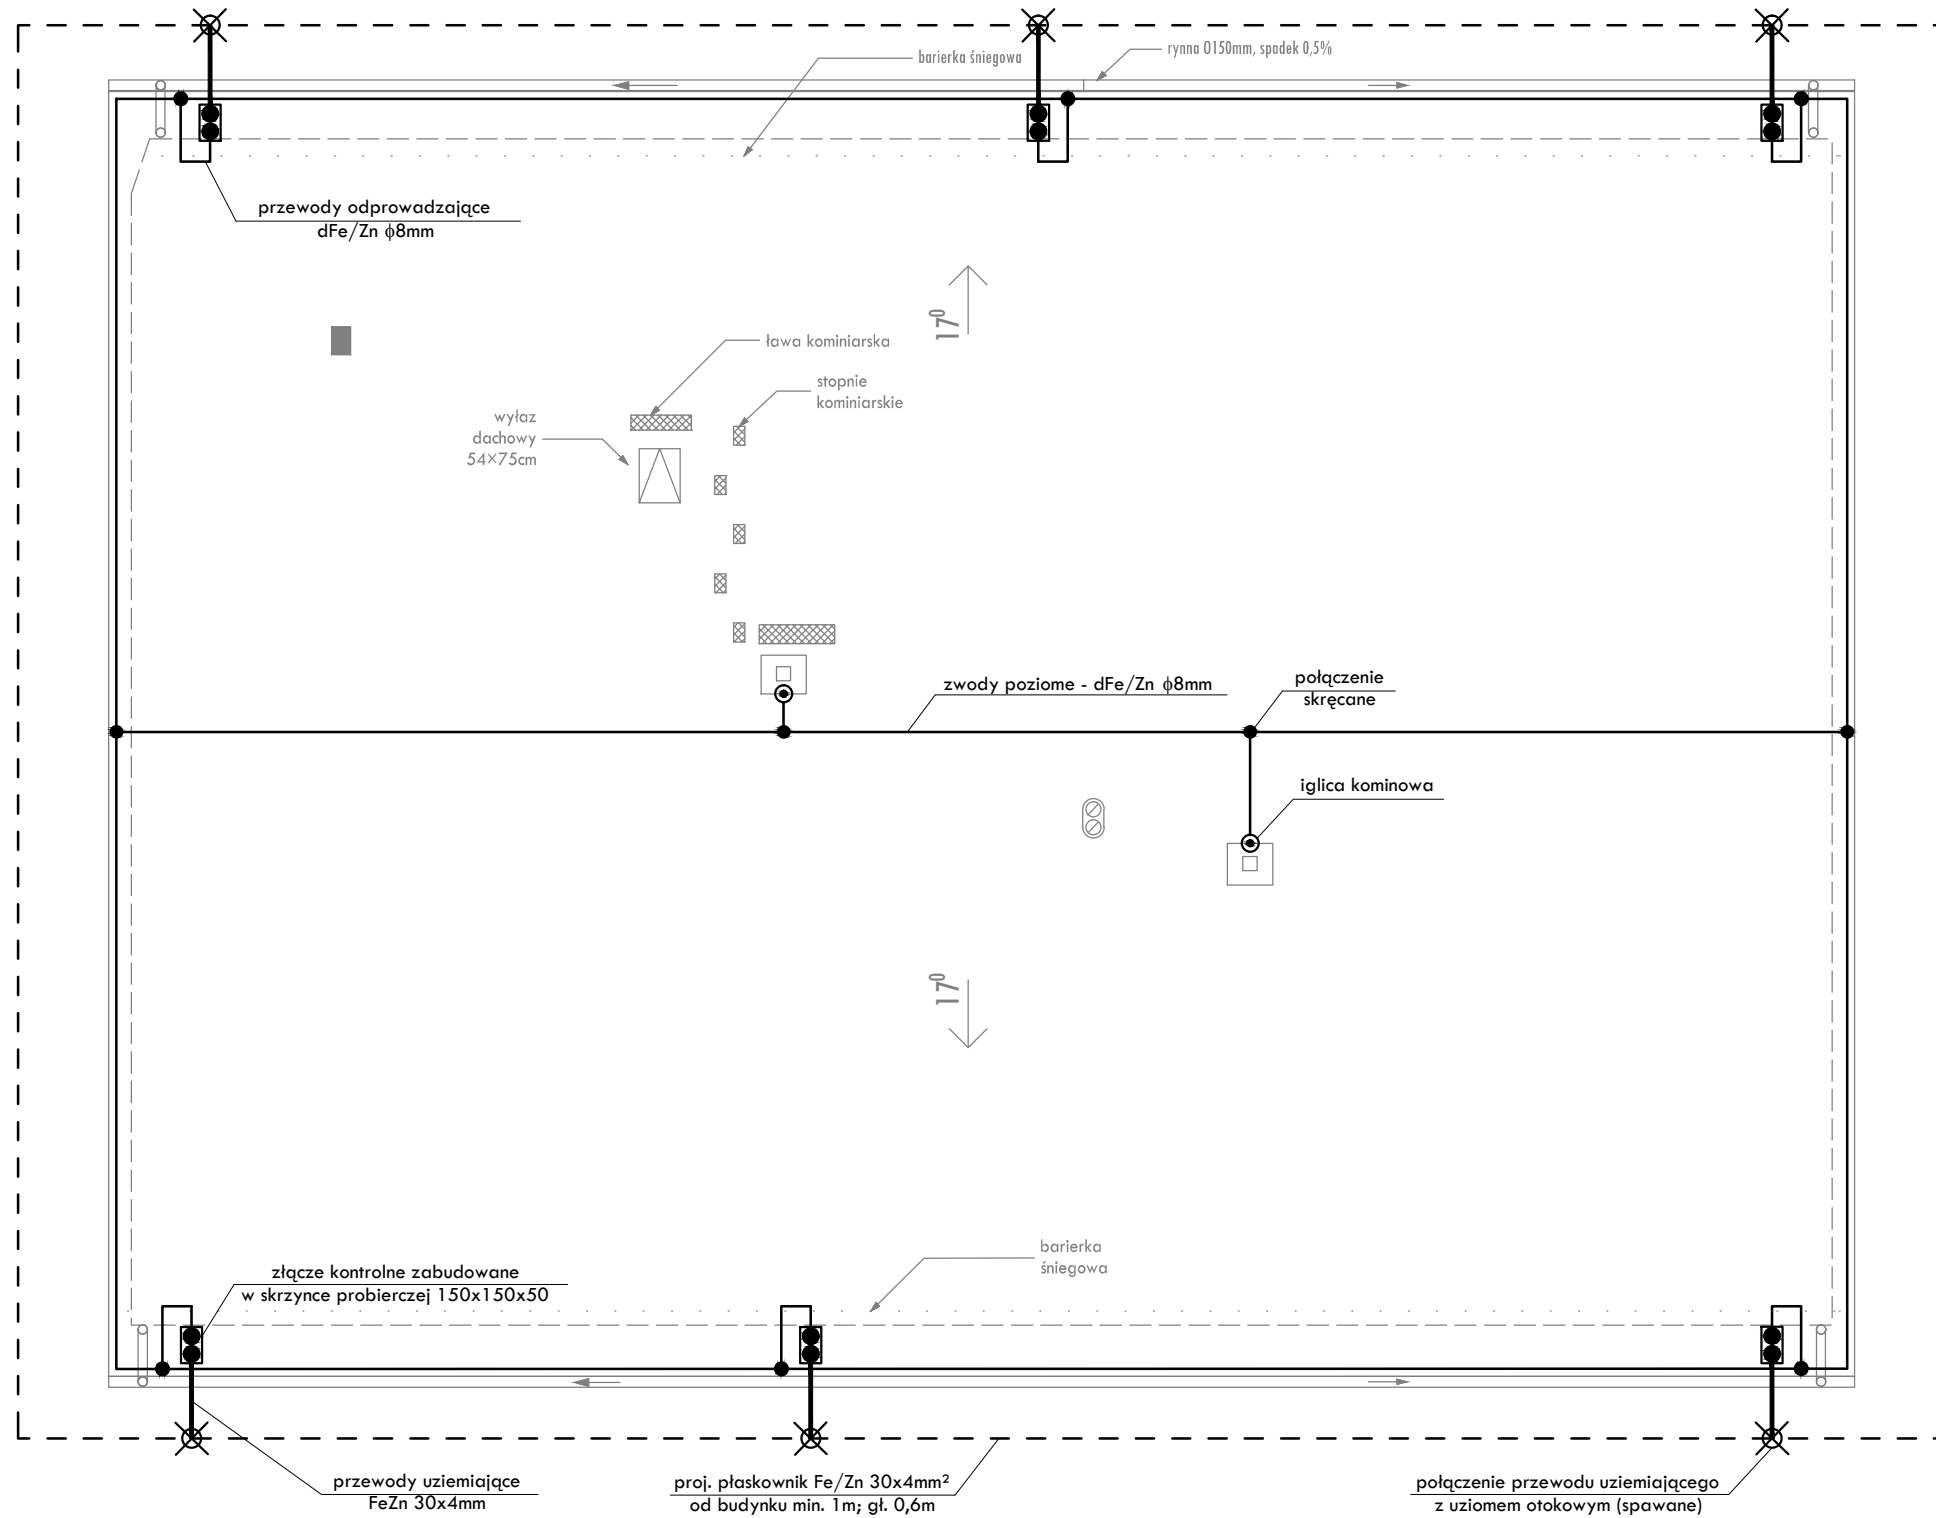 barierka śniegowa
rynna O150mm, spadek 0,5%
przewody odprowadzające
dFe/Zn ϕ8mm
17⁰
ława kominiarska
stopnie
kominiarskie
wyłaz
dachowy
54×75cm
zwody poziome - dFe/Zn ϕ8mm
połączenie
skręcane
iglica kominowa
17⁰
barierka
śniegowa
złącze kontrolne zabudowane
w skrzynce probierczej 150x150x50
przewody uziemiające
FeZn 30x4mm
proj. płaskownik Fe/Zn 30x4mm²
od budynku min. 1m; gł. 0,6m
połączenie przewodu uziemiającego
z uziomem otokowym (spawane)